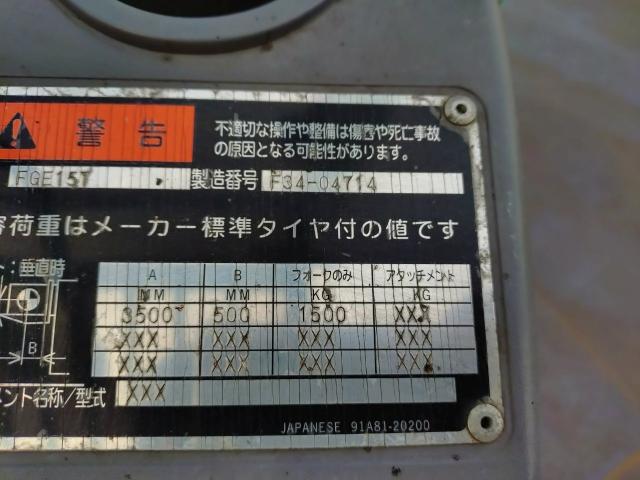 警告
不適切な操作や整備は傷害や死亡事故
の原因となる可能性があります。
FGE15T 製造番号 F34-04714
容荷重はメーカー標準タイヤ付の値です
:垂直時
A B フォークのみ アタッチメント
MM MM KG KG
3500 500 1500 XXX
XXX XXX XXX XXX
XXX XXX XXX XXX
B
メント名称/型式 XXX
JAPANESE 91A81-20200